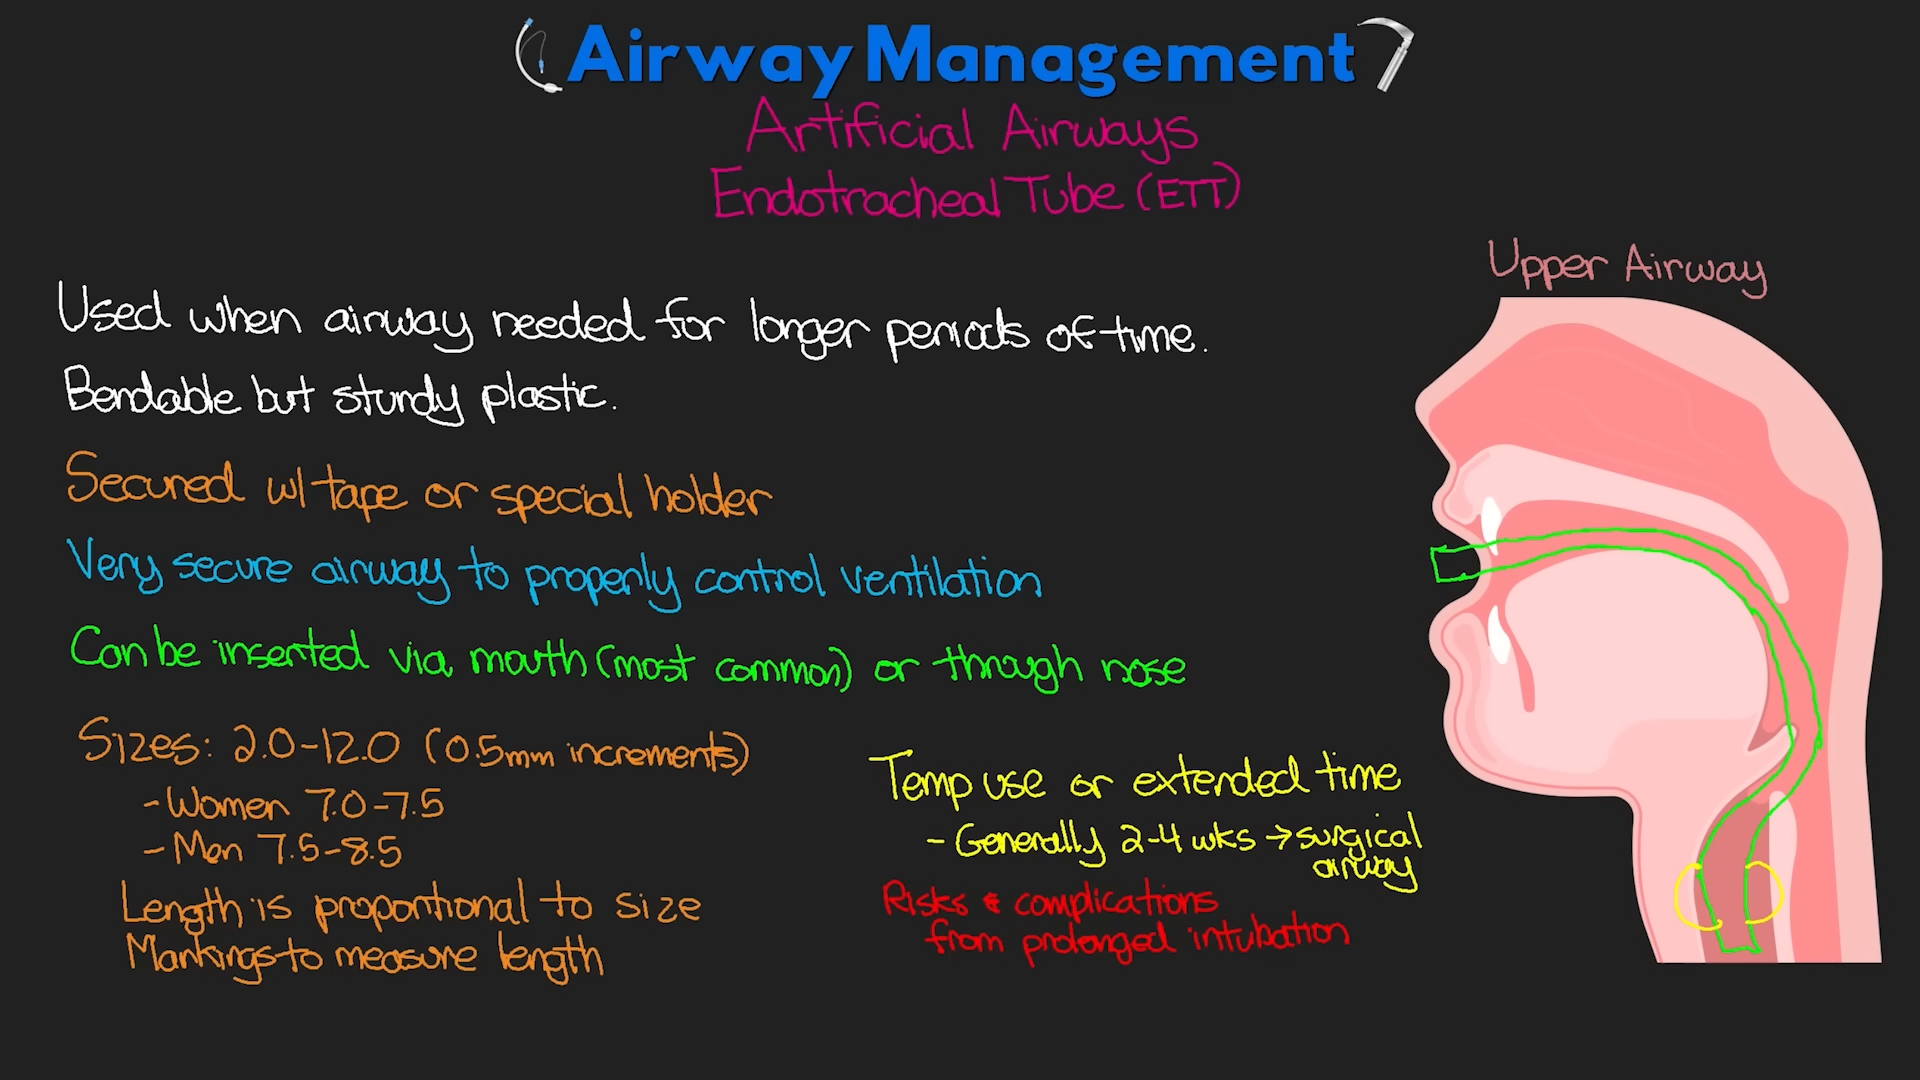 Airway Management
Artificial Airways
Endotracheal Tube (ETT)
Upper Airway
Used when airway needed for longer periods of time.
Bendable but sturdy plastic.
Secured w/ tape or special holder
Very secure airway to properly control ventilation
Can be inserted via mouth (most common) or through nose
Sizes: 2.0-12.0 (0.5mm increments)
- Women 7.0-7.5
- Men 7.5-8.5
Length is proportional to size
Markings to measure length
Temp use or extended time
- Generally 2-4 wks → surgical
airway
Risks & complications
from prolonged intubation